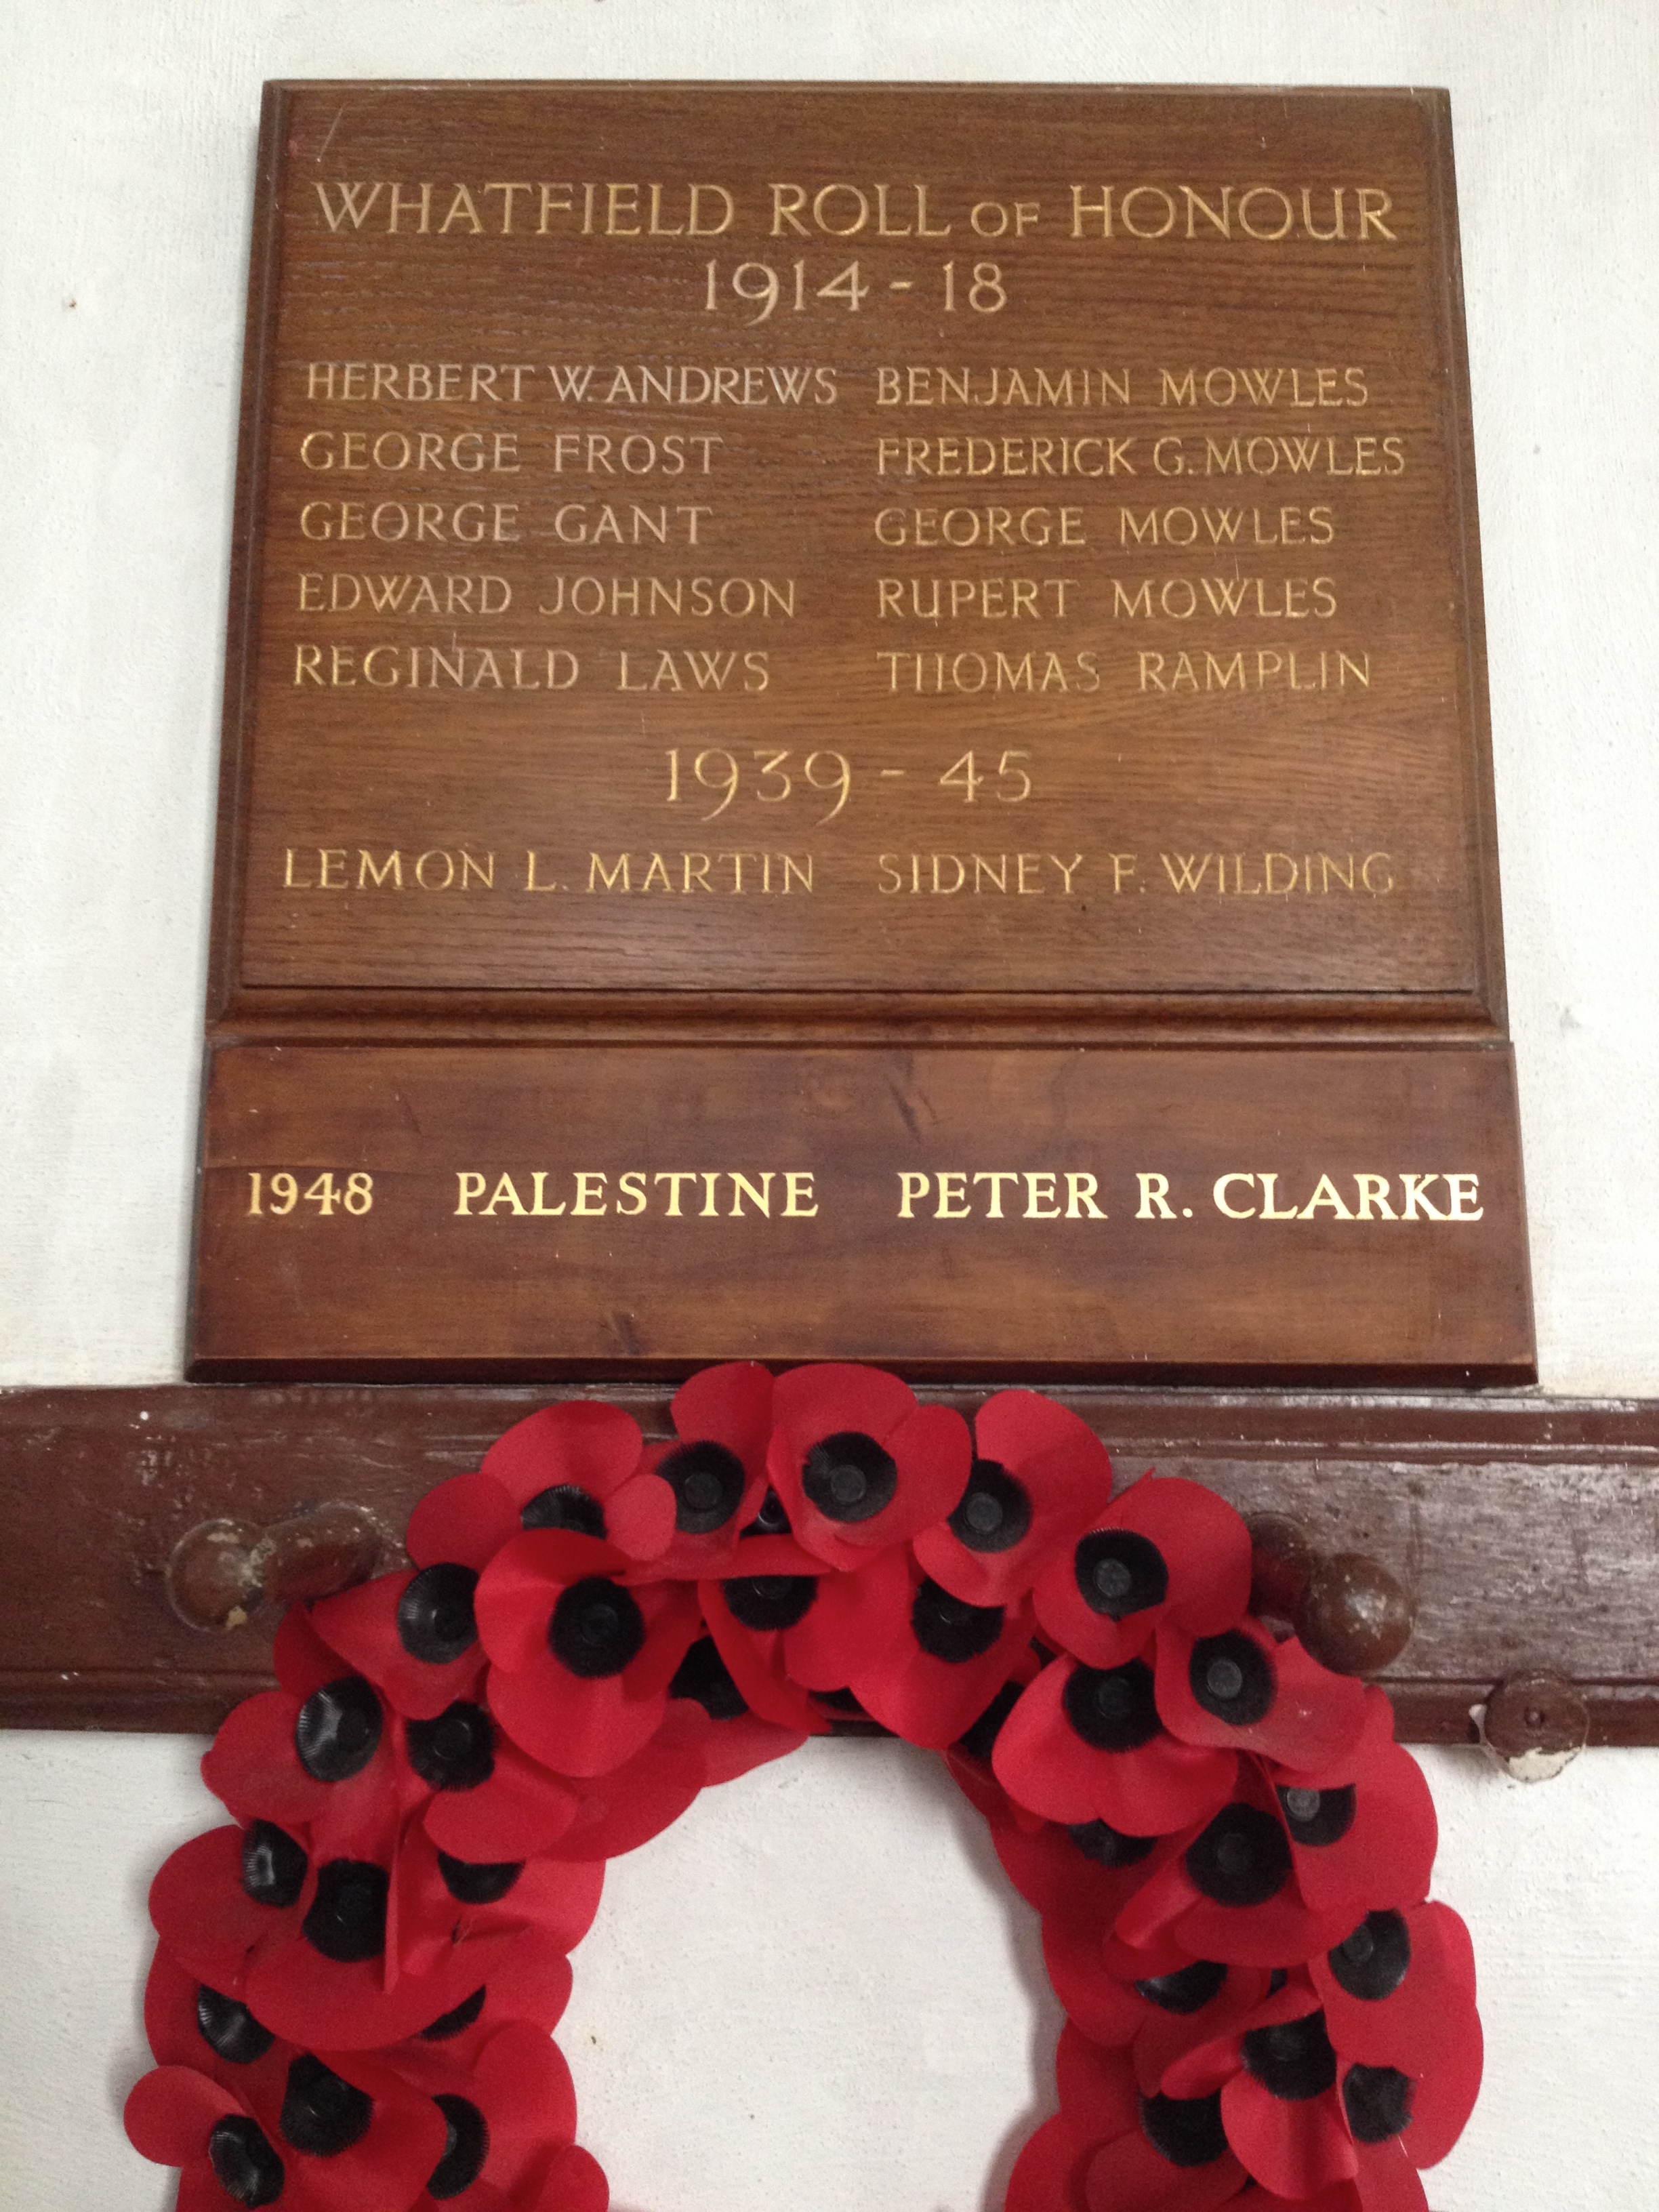 WHATFIELD ROLL OF HONOUR
1914 - 18
HERBERT W. ANDREWS BENJAMIN MOWLES
GEORGE FROST FREDERICK G. MOWLES
GEORGE GANT GEORGE MOWLES
EDWARD JOHNSON RUPERT MOWLES
REGINALD LAWS THOMAS RAMPLIN
1939 - 45
LEMON L. MARTIN SIDNEY F. WILDING
1948 PALESTINE PETER R. CLARKE